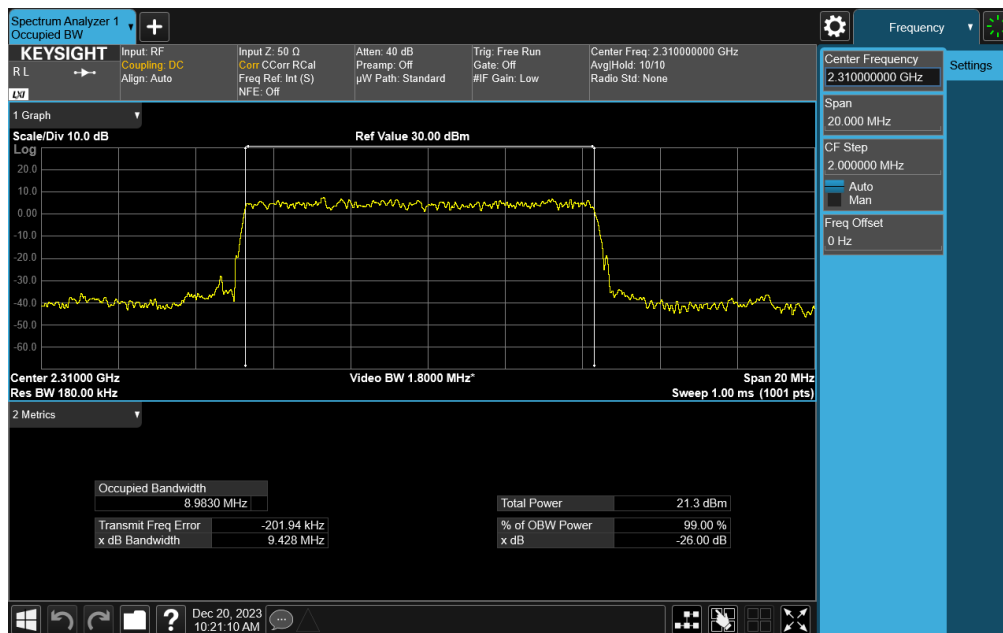 Spectrum Analyzer 1
Occupied BW
Frequency
KEYSIGHT
R L
LXI
Input: RF
Coupling: DC
Align: Auto
Input Z: 50 Ω
Corr CCorr RCal
Freq Ref: Int (S)
NFE: Off
Atten: 40 dB
Preamp: Off
µW Path: Standard
Trig: Free Run
Gate: Off
#IF Gain: Low
Center Freq: 2.310000000 GHz
Avg|Hold: 10/10
Radio Std: None
Center Frequency
2.310000000 GHz
Settings
Span
20.000 MHz
CF Step
2.000000 MHz
Auto
Man
Freq Offset
0 Hz
1 Graph
Scale/Div 10.0 dB
Ref Value 30.00 dBm
Log
20.0
10.0
0.00
-10.0
-20.0
-30.0
-40.0
-50.0
-60.0
Center 2.31000 GHz
Video BW 1.8000 MHz*
Span 20 MHz
Res BW 180.00 kHz
Sweep 1.00 ms (1001 pts)
2 Metrics
Occupied Bandwidth
8.9830 MHz
Total Power 21.3 dBm
Transmit Freq Error -201.94 kHz
% of OBW Power 99.00 %
x dB Bandwidth 9.428 MHz
x dB -26.00 dB
?
Dec 20, 2023
10:21:10 AM